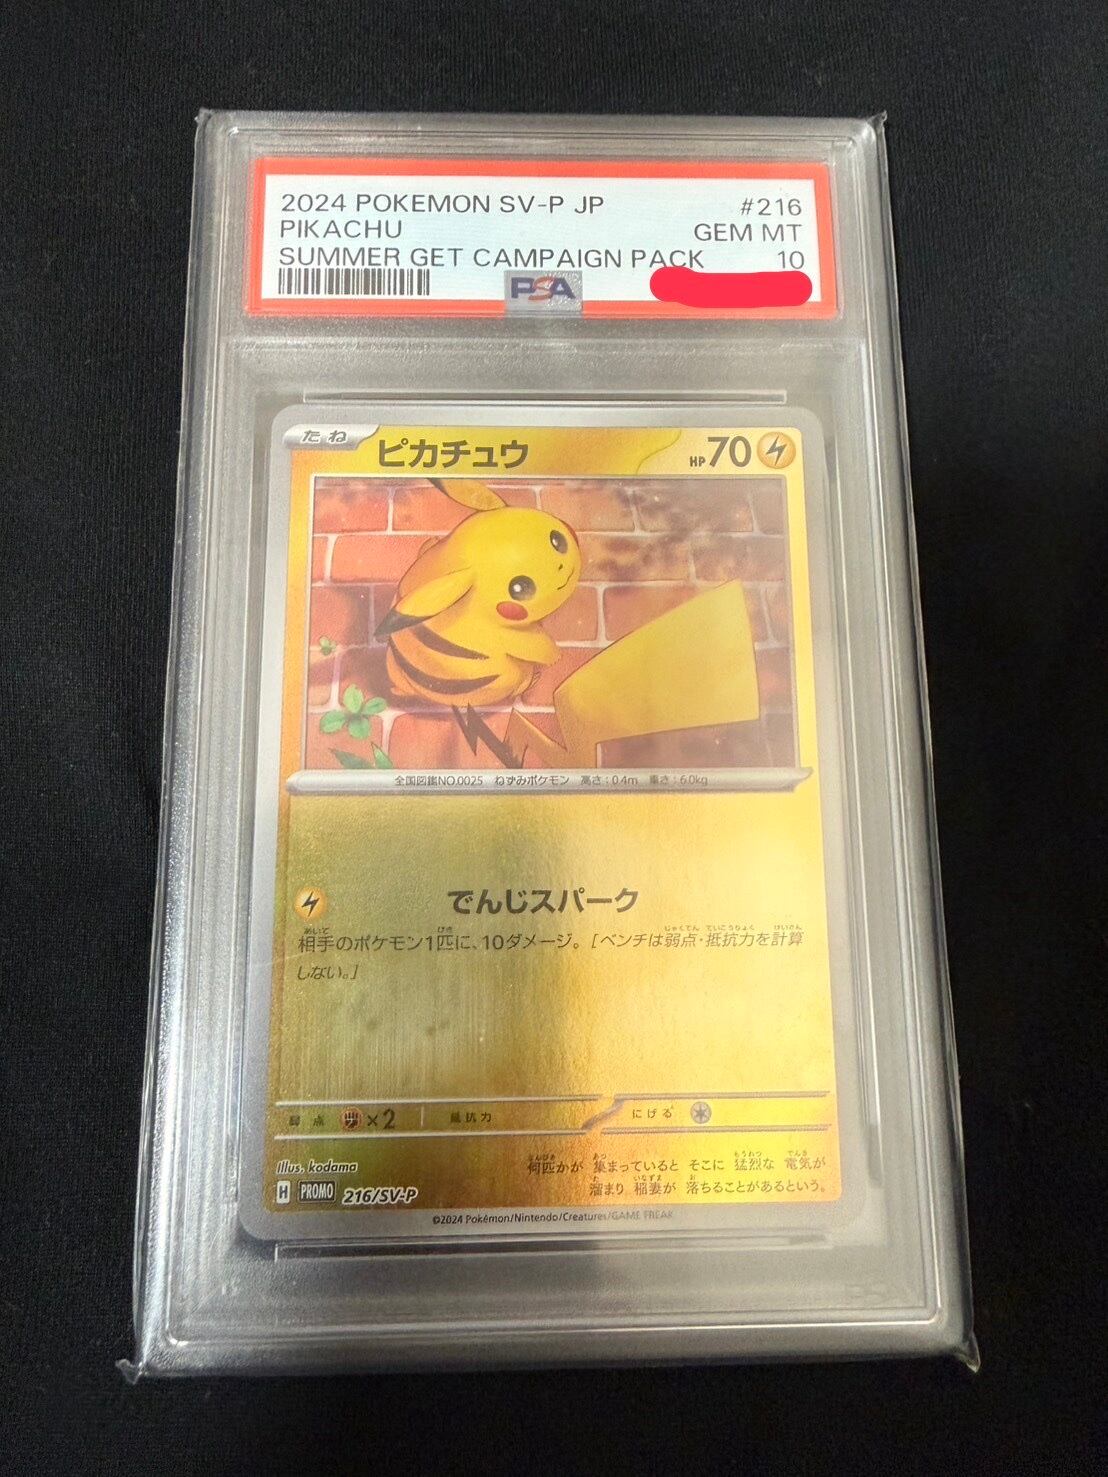 2024 POKEMON SV-P JP #216
PIKACHU GEM MT
SUMMER GET CAMPAIGN PACK 10
PSA
たね ピカチュウ HP70
全国図鑑NO.0025 ねずみポケモン 高さ:0.4m 重さ:6.0kg
でんじスパーク
相手のポケモン1匹に、10ダメージ。[ベンチは弱点・抵抗力を計算
しない。]
弱点 ×2 抵抗力 にげる
Illus. kodama
何匹かが 集まっていると そこに 猛烈な 電気が
溜まり 稲妻が 落ちることがあるという。
H PROMO 216/SV-P
©2024 Pokémon/Nintendo/Creatures/GAME FREAK